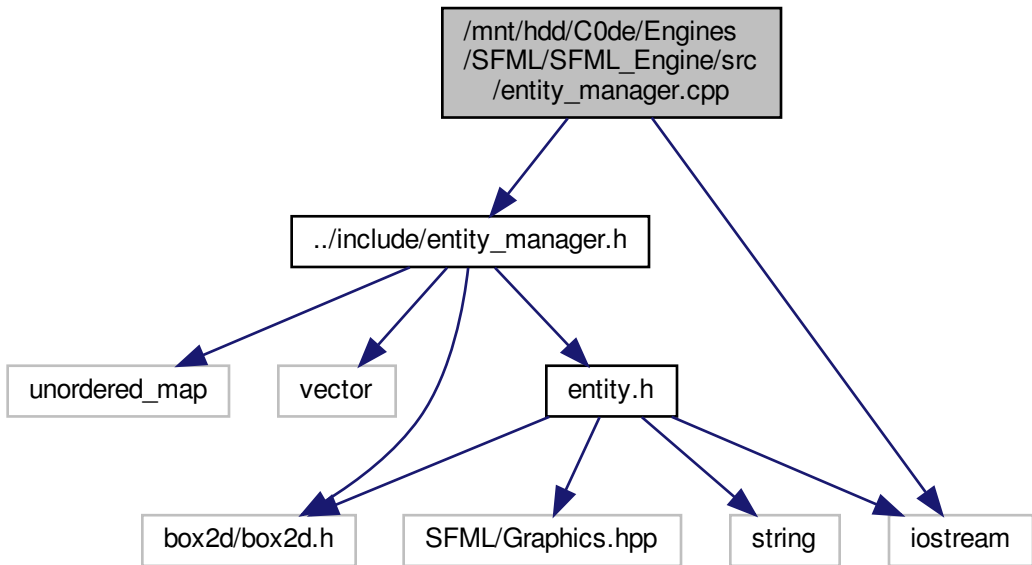 /mnt/hdd/C0de/Engines
/SFML/SFML_Engine/src
/entity_manager.cpp
../include/entity_manager.h
unordered_map
vector
entity.h
box2d/box2d.h
SFML/Graphics.hpp
string
iostream